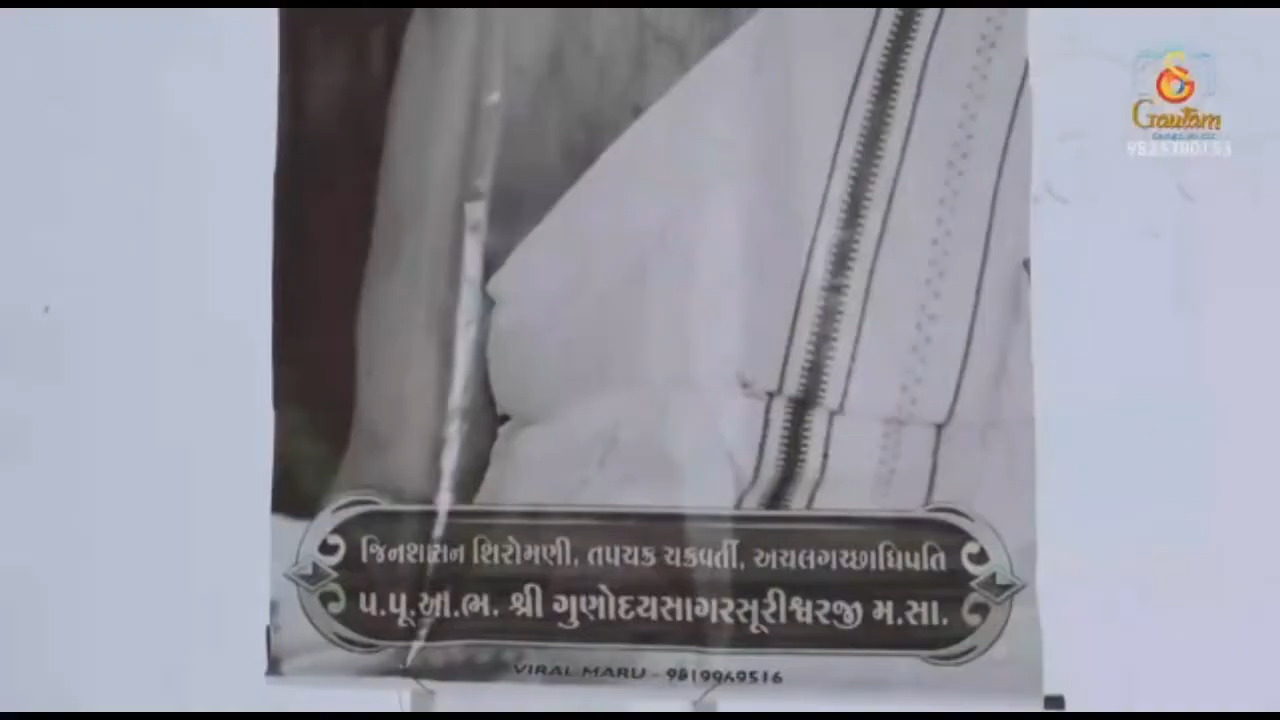 Gautam
જિનશાસન શિરોમણી, તપચક્ર ચક્રવર્તી, અચલગચ્છાધિપતિ
પ.પૂ.આ.ભ. શ્રી ગુણોદયસાગરસૂરીશ્વરજી મ.સા.
VIRAL MARU - 9819969516